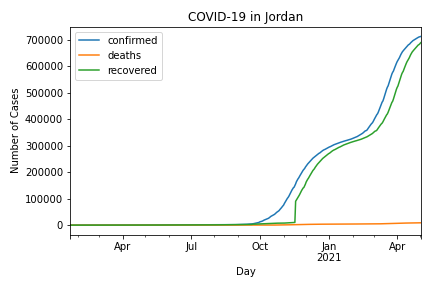 COVID-19 in Jordan
confirmed
deaths
recovered
Number of Cases
700000
600000
500000
400000
300000
200000
100000
0
Apr Jul Oct Jan Apr
2021
Day